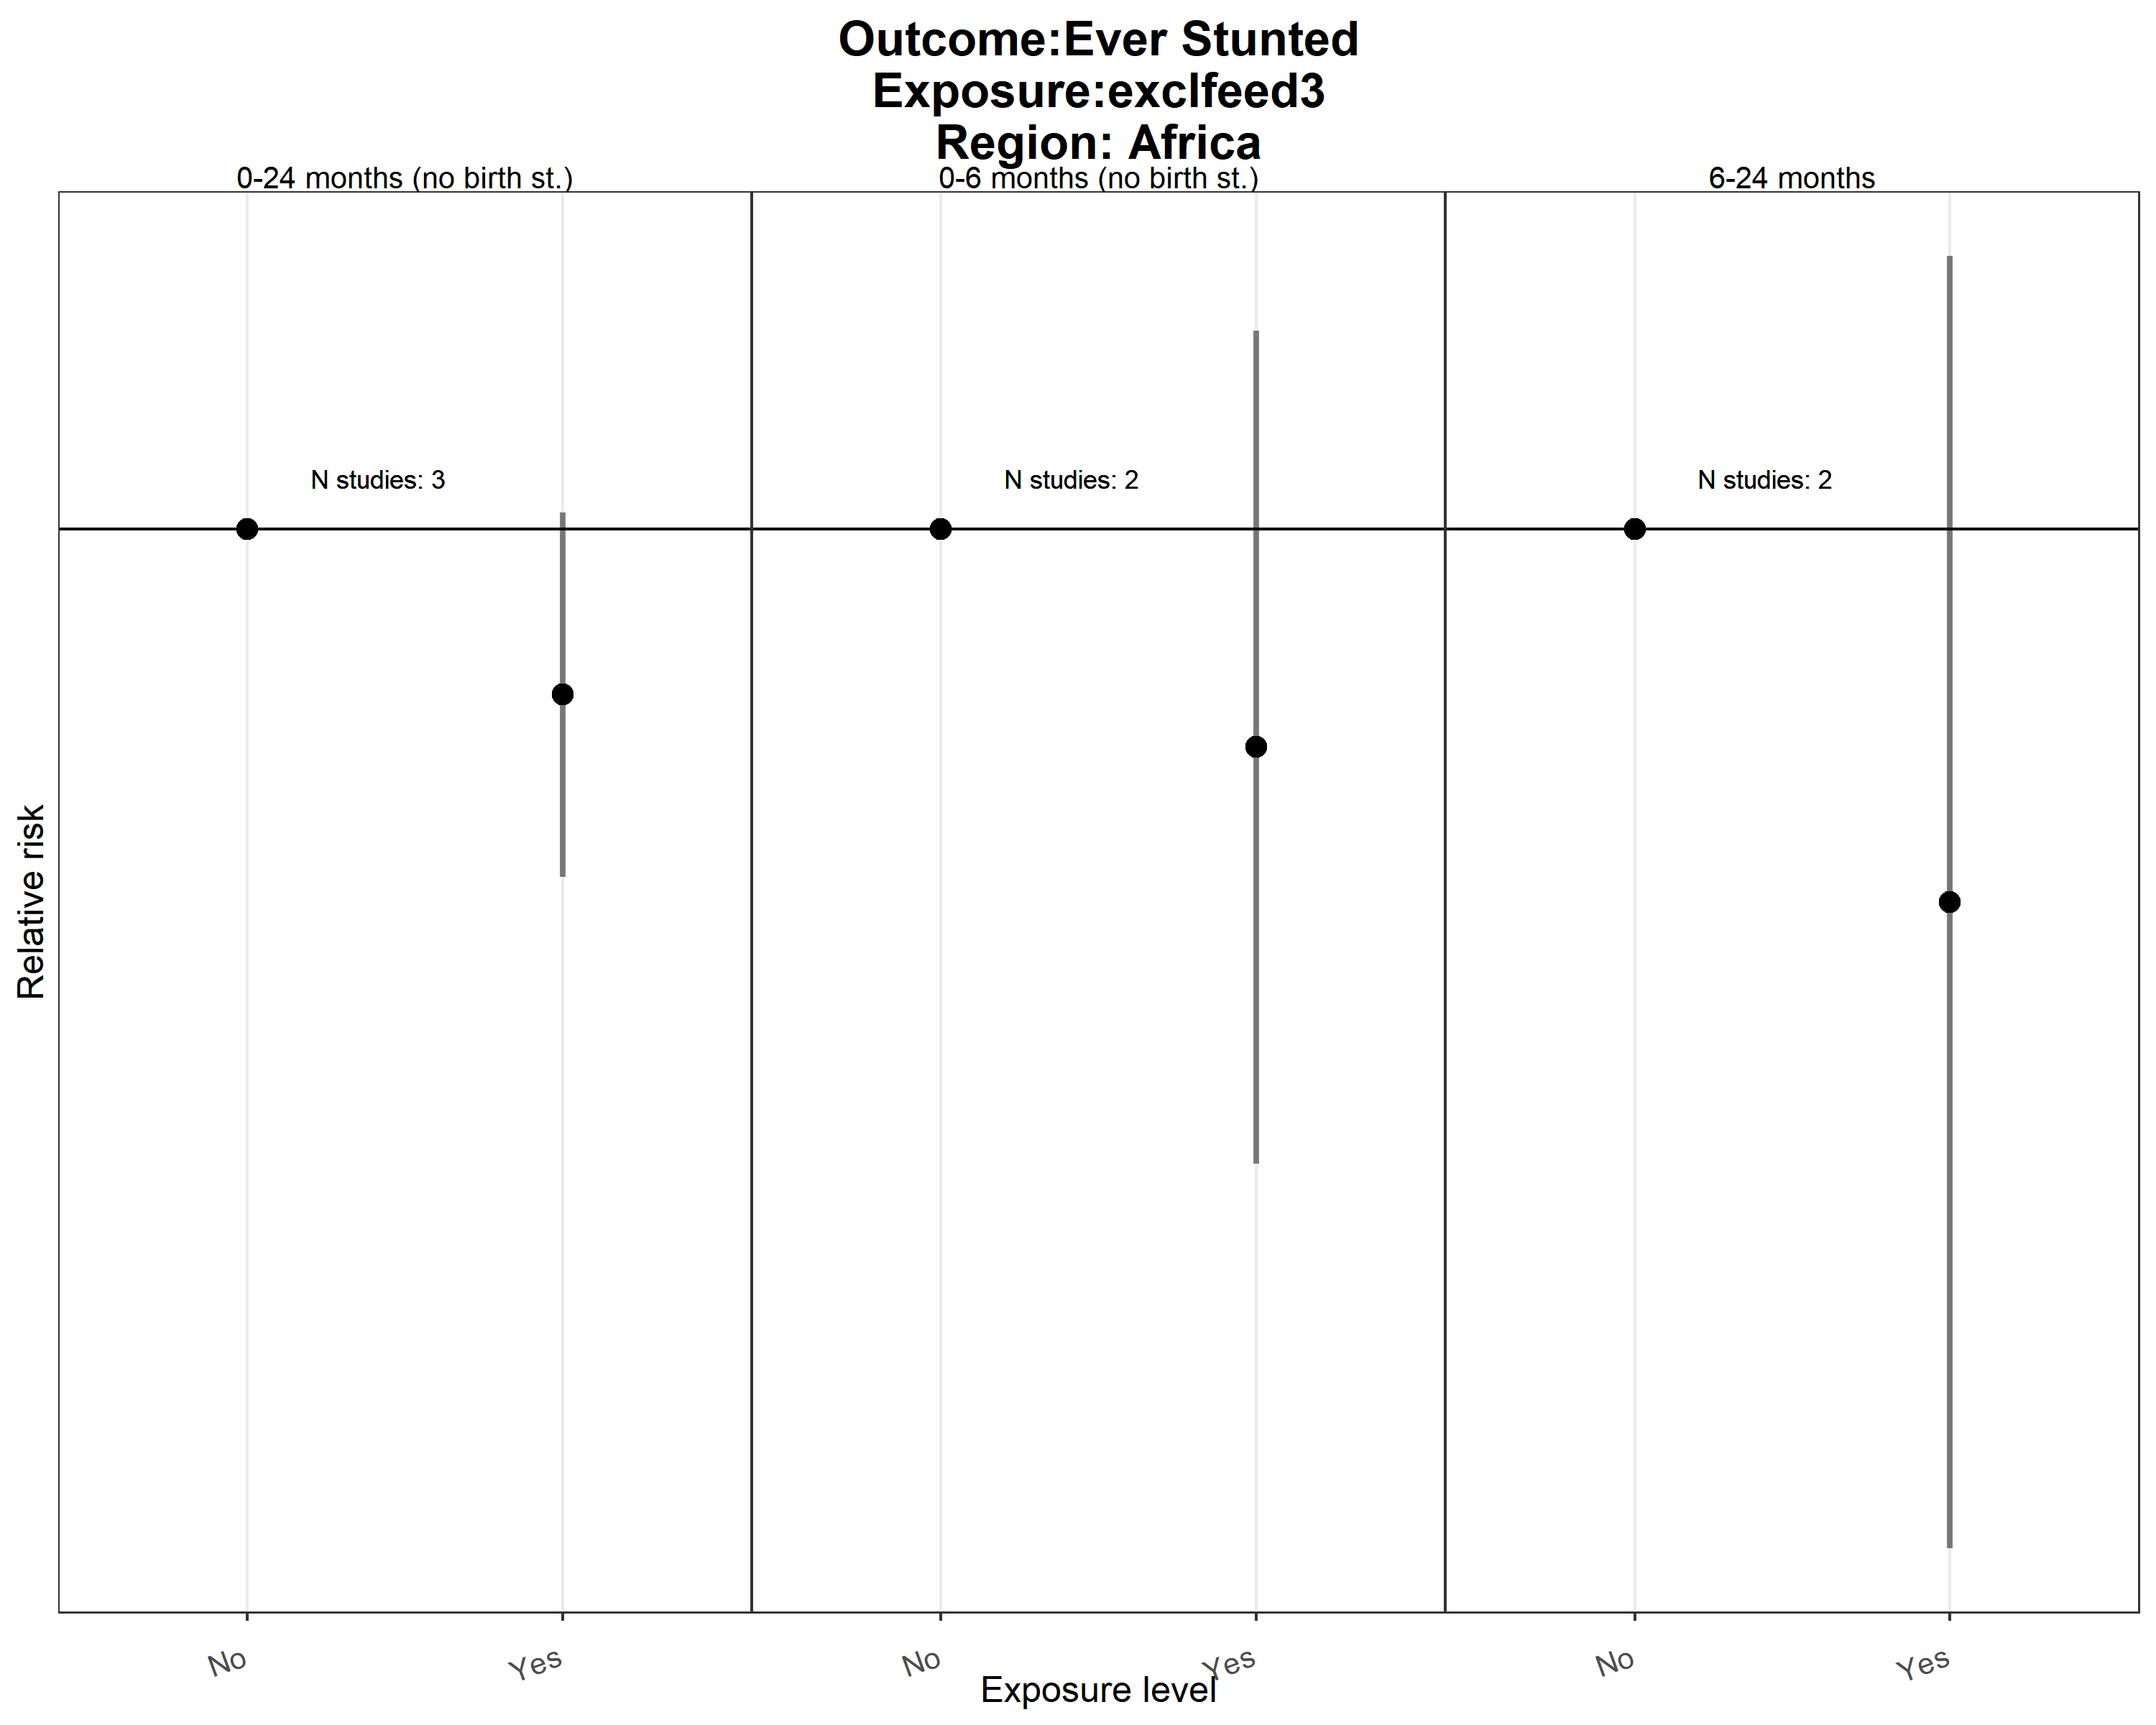 Outcome:Ever Stunted
Exposure:exclfeed3
Region: Africa
0-24 months (no birth st.)
0-6 months (no birth st.)
6-24 months
N studies: 3
N studies: 2
N studies: 2
Relative risk
No
Yes
No
Yes
No
Yes
Exposure level